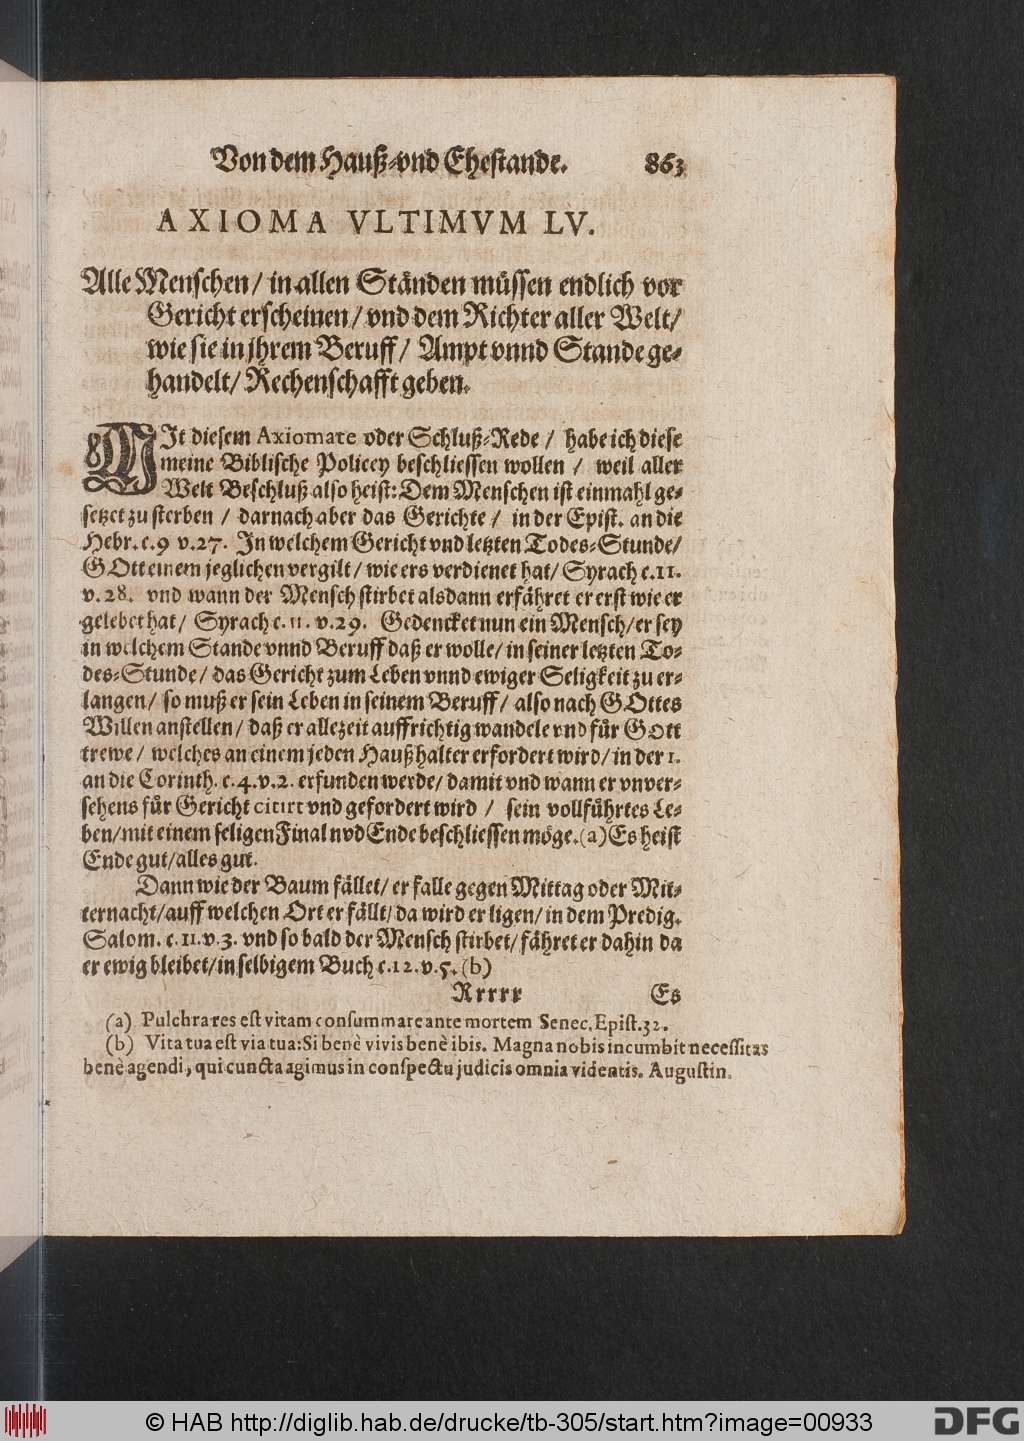 Von dem Hauß-vnd Ehestande. 863
AXIOMA VLTIMVM LV.
Alle Menschen/ in allen Ständen müssen endlich vor
Gericht erscheinen/ vnd dem Richter aller Welt/
wie sie in jhrem Beruff/ Ampt vnnd Stande ge-
handelt/ Rechenschafft geben.
MIt diesem Axiomate oder Schluß-Rede / habe ich diese
meine Biblische Policey beschliessen wollen / weil aller
Welt Beschluß also heist: Dem Menschen ist einmahl ge-
setzet zu sterben / darnach aber das Gerichte / in der Epist. an die
Hebr. c.9 v.27. In welchem Gericht vnd letzten Todes-Stunde/
GOtt einem jeglichen vergilt/ wie ers verdienet hat/ Syrach c.11.
v.28. vnd wann der Mensch stirbet alsdann erfähret er erst wie er
gelebet hat/ Syrach c.11.v.29. Gedencket nun ein Mensch/er sey
in welchem Stande vnnd Beruff daß er wolle/ in seiner letzten To-
des-Stunde/ das Gericht zum Leben vnnd ewiger Seligkeit zu er-
langen/ so muß er sein Leben in seinem Beruff/ also nach GOttes
Willen anstellen/ daß er allezeit auffrichtig wandele vnd für GOtt
trewe/ welches an einem jeden Haußhalter erfordert wird/ in der 1.
an die Corinth. c.4.v.2. erfunden werde/ damit vnd wann er vnver-
sehens für Gericht citirt vnd gefordert wird / sein vollführtes Le-
ben/mit einem seligen Final nvd Ende beschliessen möge.(a) Es heist
Ende gut/alles gut.
Dann wie der Baum fället/ er falle gegen Mittag oder Mit-
ternacht/auff welchen Ort er fällt/ da wird er ligen/ in dem Predig.
Salom. c.11.v.3. vnd so bald der Mensch stirbet/ fähret er dahin da
er ewig bleibet/in selbigem Buch c.12.v.5.(b)
Rrrrr Es
(a) Pulchra res est vitam consummare ante mortem Senec. Epist.32.
(b) Vita tua est via tua: Si benè vivis benè ibis. Magna nobis incumbit necessitas
benè agendi, qui cuncta agimus in conspectu judicis omnia videntis. Augustin.
© HAB http://diglib.hab.de/drucke/tb-305/start.htm?image=00933
DFG